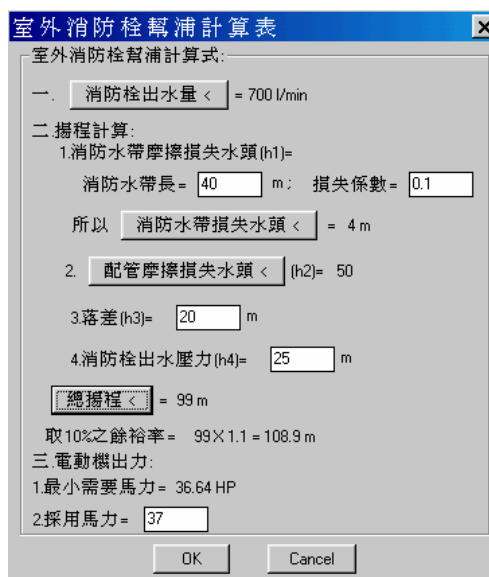 室外消防栓幫浦計算表
室外消防栓幫浦計算式:
一. 消防栓出水量 < = 700 l/min
二.揚程計算:
1.消防水帶摩擦損失水頭(h1)=
消防水帶長= 40 m; 損失係數= 0.1
所以 消防水帶損失水頭 < = 4 m
2. 配管摩擦損失水頭 < (h2)= 50
3.落差(h3)= 20 m
4.消防栓出水壓力(h4)= 25 m
總揚程 < = 99 m
取10%之餘裕率= 99×1.1 = 108.9 m
三.電動機出力:
1.最小需要馬力= 36.64 HP
2.採用馬力= 37
OK Cancel